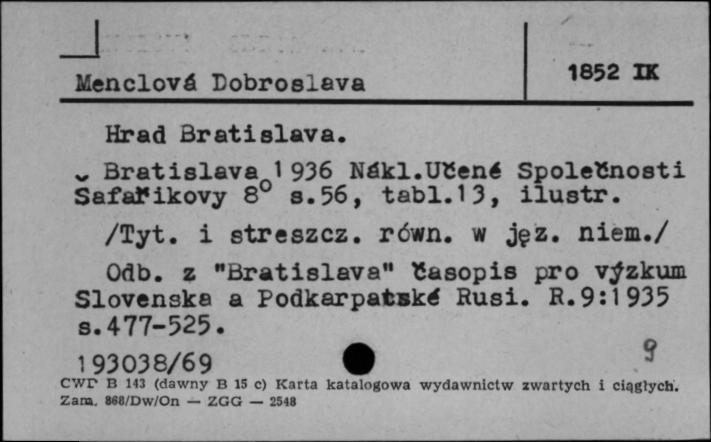 Menclová Dobroslava
1852 IK
Hrad Bratislava.
Bratislava 1936 Nákl.Učené Společnosti
Šafaříkovy 8° s.56, tabl.13, ilustr.
/Tyt. i streszcz. równ. w jęz. niem./
Odb. z "Bratislava" časopis pro výzkum
Slovenska a Podkarpatské Rusi. R.9:1935
s.477-525.
193038/69
9
CWD B 143 (dawny B 15 c) Karta katalogowa wydawnictw zwartych i ciągłych.
Zam. 868/Dw/On — ZGG — 2548